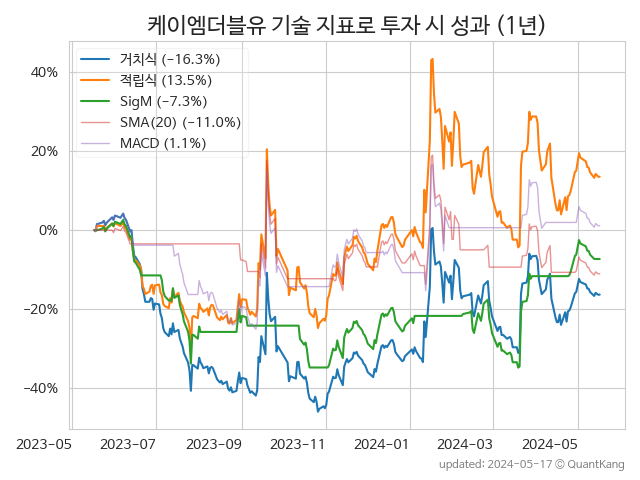 케이엠더블유 기술 지표로 투자 시 성과 (1년)
거치식 (−16.3%)
적립식 (13.5%)
SigM (−7.3%)
SMA(20) (−11.0%)
MACD (1.1%)
40%
20%
0%
−20%
−40%
2023−05 2023−07 2023−09 2023−11 2024−01 2024−03 2024−05
updated: 2024−05−17 © QuantKang